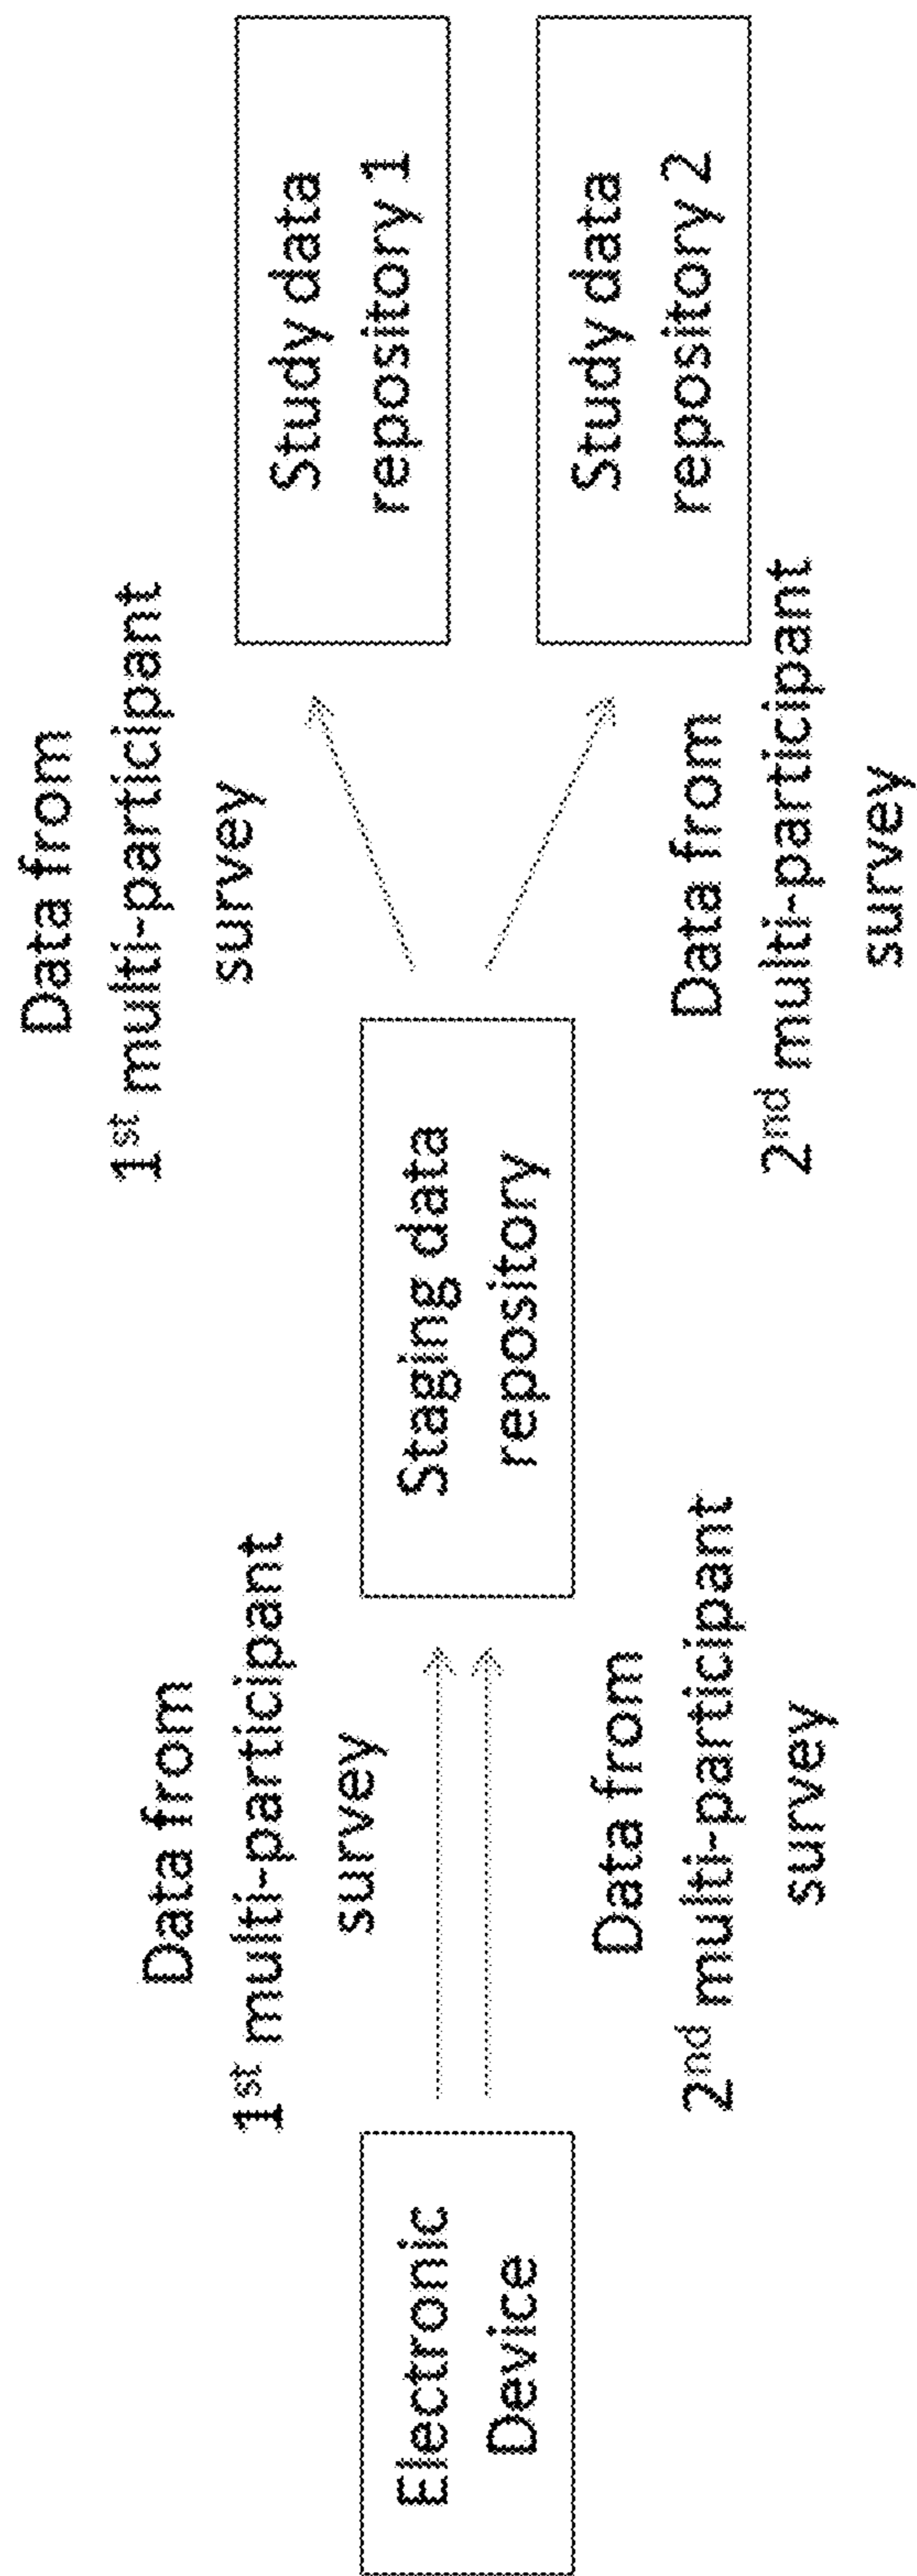 Electronic
Device
Data from
1st multi-participant
survey
Data from
2nd multi-participant
survey
Staging data
repository
Data from
1st multi-participant
survey
Data from
2nd multi-participant
survey
Study data
repository 1
Study data
repository 2